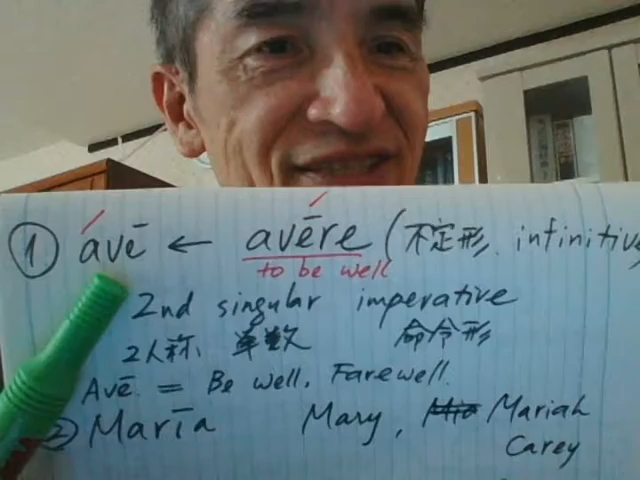 ① avē ← avēre (不定形, infinitive
to be well
2nd singular imperative
2人称, 単数 命令形
Avē. = Be well, Farewell.
② Marīa Mary, Mariah
Carey